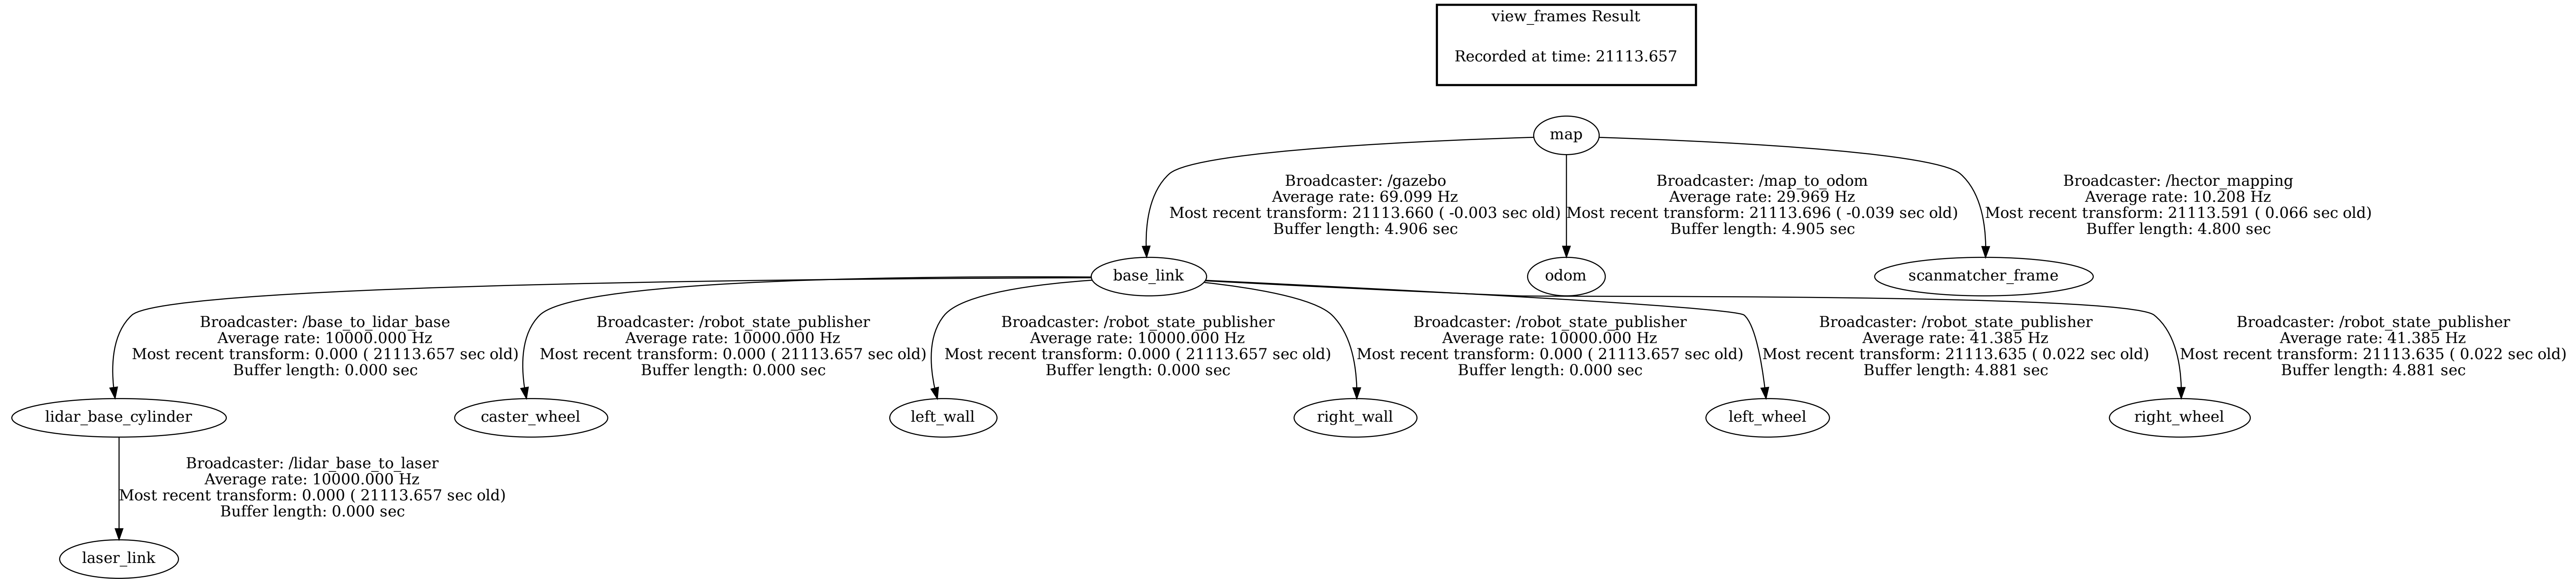 view_frames Result
Recorded at time: 21113.657
map
Broadcaster: /gazebo
Average rate: 69.099 Hz
Most recent transform: 21113.660 ( -0.003 sec old)
Buffer length: 4.906 sec
Broadcaster: /map_to_odom
Average rate: 29.969 Hz
Most recent transform: 21113.696 ( -0.039 sec old)
Buffer length: 4.905 sec
Broadcaster: /hector_mapping
Average rate: 10.208 Hz
Most recent transform: 21113.591 ( 0.066 sec old)
Buffer length: 4.800 sec
base_link
odom
scanmatcher_frame
Broadcaster: /base_to_lidar_base
Average rate: 10000.000 Hz
Most recent transform: 0.000 ( 21113.657 sec old)
Buffer length: 0.000 sec
Broadcaster: /robot_state_publisher
Average rate: 10000.000 Hz
Most recent transform: 0.000 ( 21113.657 sec old)
Buffer length: 0.000 sec
Broadcaster: /robot_state_publisher
Average rate: 10000.000 Hz
Most recent transform: 0.000 ( 21113.657 sec old)
Buffer length: 0.000 sec
Broadcaster: /robot_state_publisher
Average rate: 10000.000 Hz
Most recent transform: 0.000 ( 21113.657 sec old)
Buffer length: 0.000 sec
Broadcaster: /robot_state_publisher
Average rate: 41.385 Hz
Most recent transform: 21113.635 ( 0.022 sec old)
Buffer length: 4.881 sec
Broadcaster: /robot_state_publisher
Average rate: 41.385 Hz
Most recent transform: 21113.635 ( 0.022 sec old)
Buffer length: 4.881 sec
lidar_base_cylinder
caster_wheel
left_wall
right_wall
left_wheel
right_wheel
Broadcaster: /lidar_base_to_laser
Average rate: 10000.000 Hz
Most recent transform: 0.000 ( 21113.657 sec old)
Buffer length: 0.000 sec
laser_link